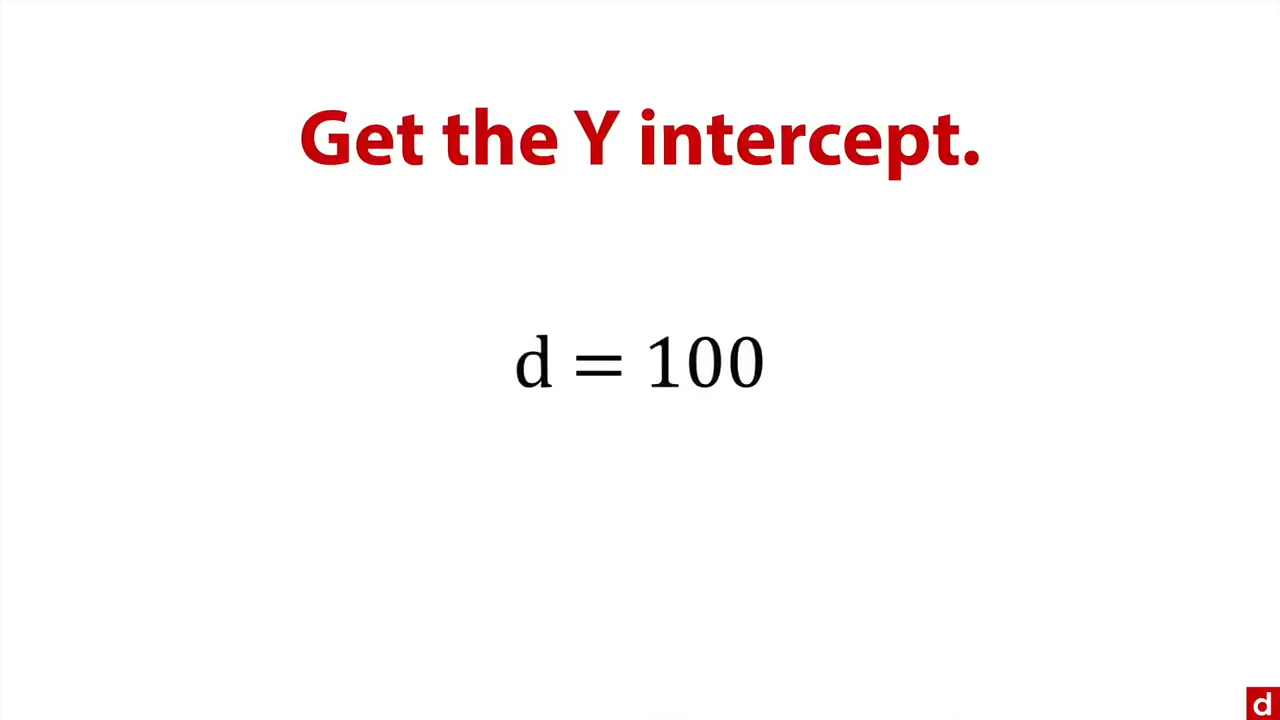 Get the Y intercept.
d = 100
d